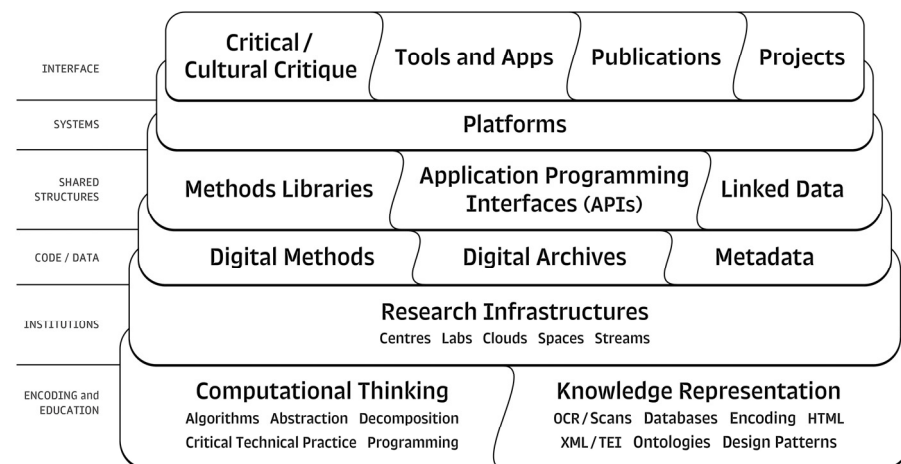 INTERFACE
Critical /
Cultural Critique
Tools and Apps
Publications
Projects
SYSTEMS
Platforms
SHARED
STRUCTURES
Methods Libraries
Application Programming
Interfaces (APIs)
Linked Data
CODE / DATA
Digital Methods
Digital Archives
Metadata
INSTITUTIONS
Research Infrastructures
Centres Labs Clouds Spaces Streams
ENCODING and
EDUCATION
Computational Thinking
Algorithms Abstraction Decomposition
Critical Technical Practice Programming
Knowledge Representation
OCR/Scans Databases Encoding HTML
XML/TEI Ontologies Design Patterns